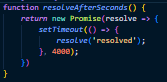 function resolveAfterSeconds() {
    return new Promise(resolve => {
        setTimeout(() => {
            resolve('resolved');
        }, 4000);
    })
}